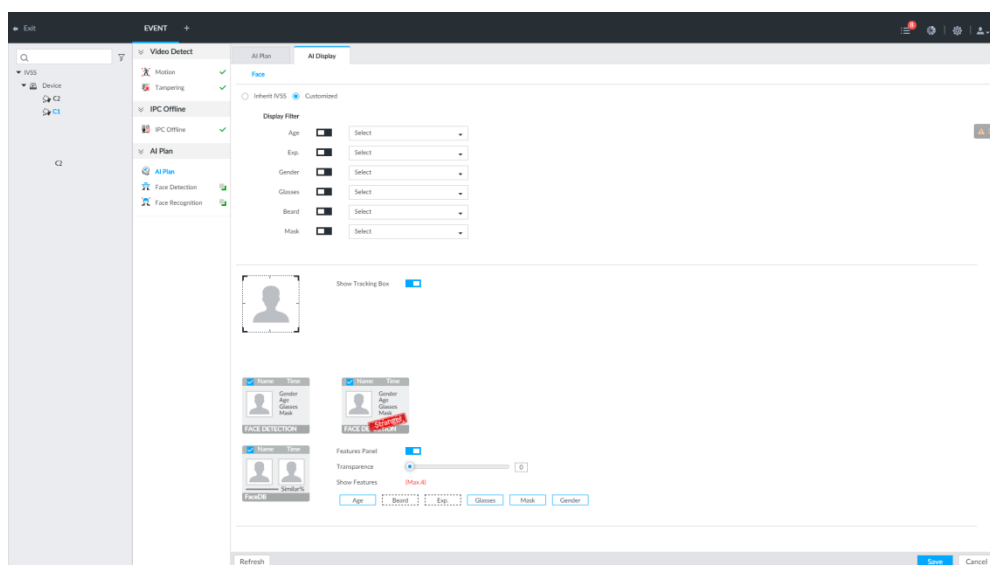 Exit
EVENT +
8
IVSS
Device
C2
C1
C2
Video Detect
Motion
Tampering
IPC Offline
IPC Offline
AI Plan
AI Plan
Face Detection
Face Recognition
AI Plan AI Display
Face
Inherit IVSS Customized
Display Filter
Age Select
Exp. Select
Gender Select
Glasses Select
Beard Select
Mask Select
Show Tracking Box
Name Time
Gender
Age
Glasses
Mask
FACE DETECTION
Name Time
Gender
Age
Glasses
Mask
Stranger
FACE DETECTION
Name Time
Similar%
FaceDB
Features Panel
Transparence 0
Show Features (Max.4)
Age Beard Exp. Glasses Mask Gender
Refresh Save Cancel